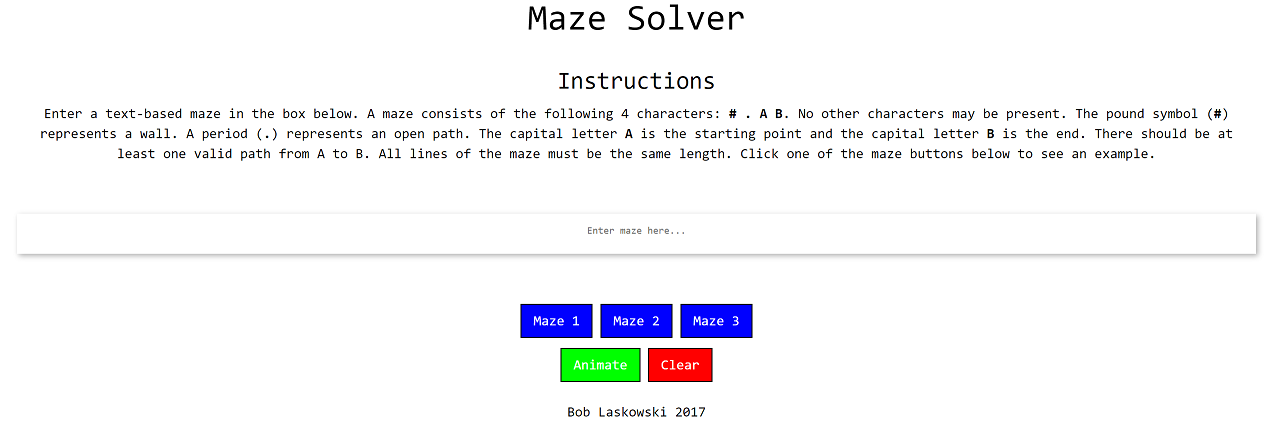 Maze Solver
Instructions
Enter a text-based maze in the box below. A maze consists of the following 4 characters: # . A B. No other characters may be present. The pound symbol (#)
represents a wall. A period (.) represents an open path. The capital letter A is the starting point and the capital letter B is the end. There should be at
least one valid path from A to B. All lines of the maze must be the same length. Click one of the maze buttons below to see an example.
Enter maze here...
Maze 1 Maze 2 Maze 3
Animate Clear
Bob Laskowski 2017